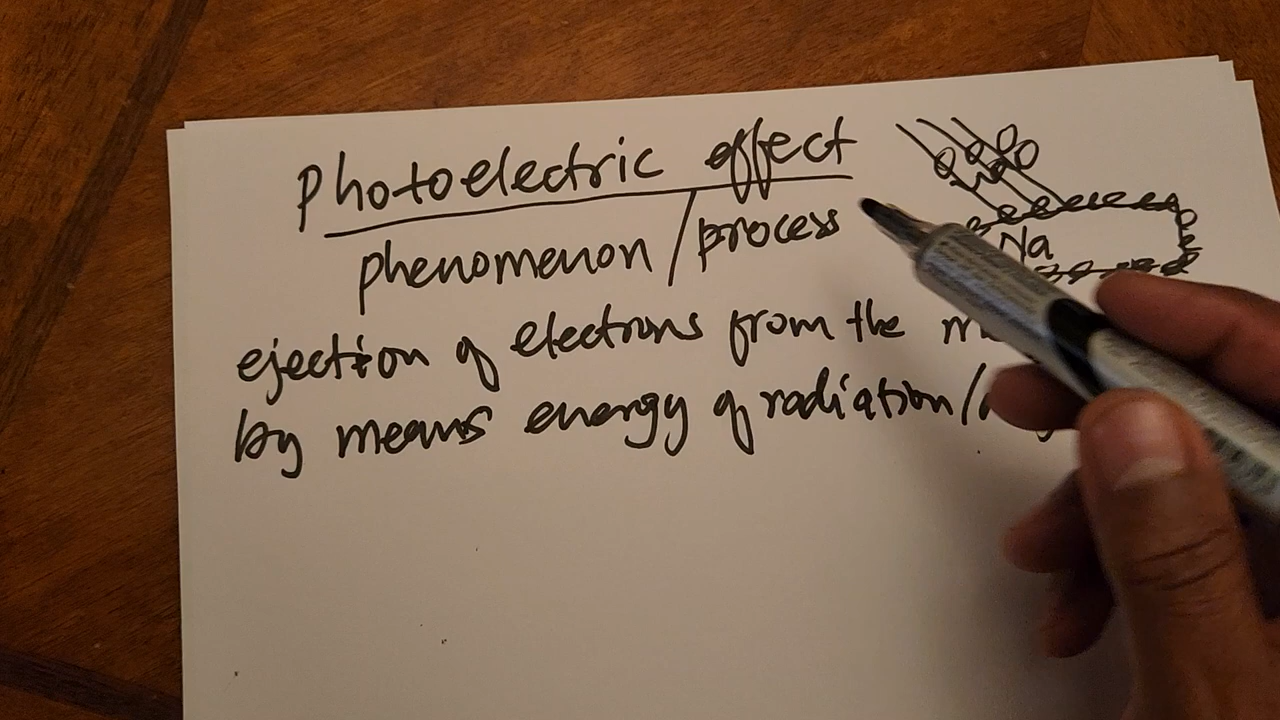 Photoelectric effect
phenomenon/process
Na
ejection of electrons from the
by means energy of radiation/